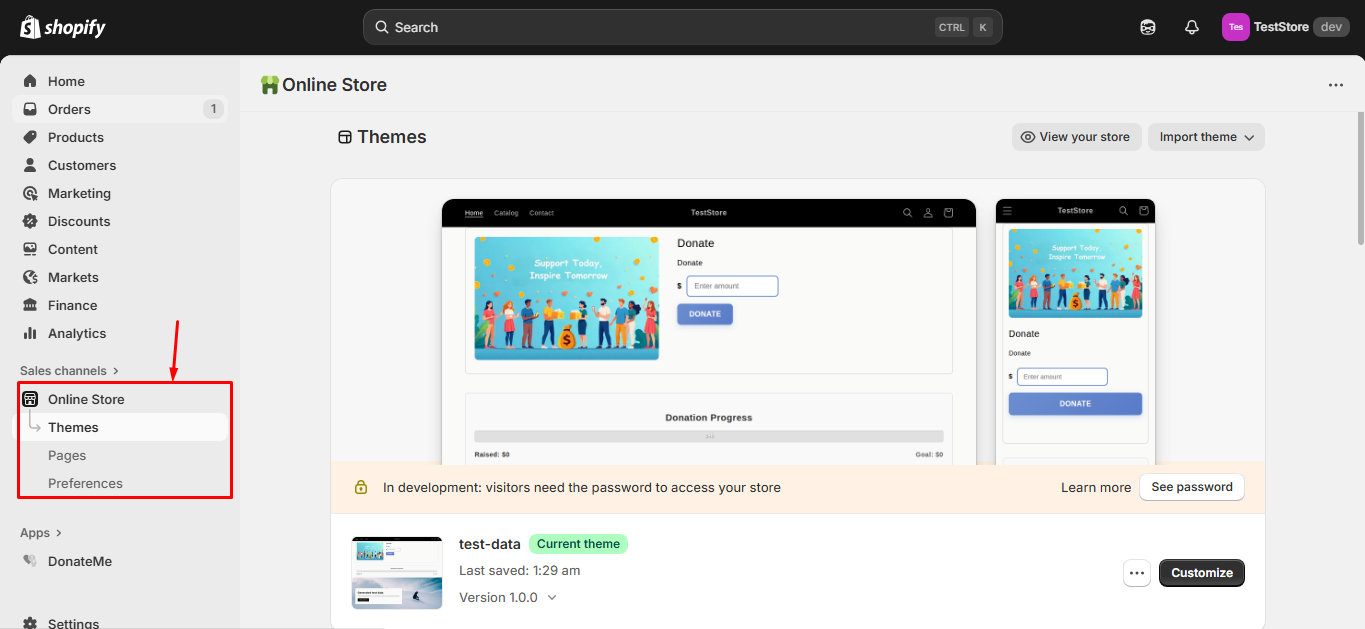 shopify
Search CTRL K
Tes TestStore dev
Home
Orders 1
Products
Customers
Marketing
Discounts
Content
Markets
Finance
Analytics
Sales channels >
Online Store
Themes
Pages
Preferences
Apps >
DonateMe
Settings
Online Store
Themes
View your store Import theme
Home Catalog Contact TestStore
Support Today,
Inspire Tomorrow
Donate
Donate
$ Enter amount
DONATE
Donation Progress
Raised: $0 Goal: $0
TestStore
Support Today,
Inspire Tomorrow
Donate
Donate
$ Enter amount
DONATE
In development: visitors need the password to access your store Learn more See password
test-data Current theme
Last saved: 1:29 am
Version 1.0.0
Customize